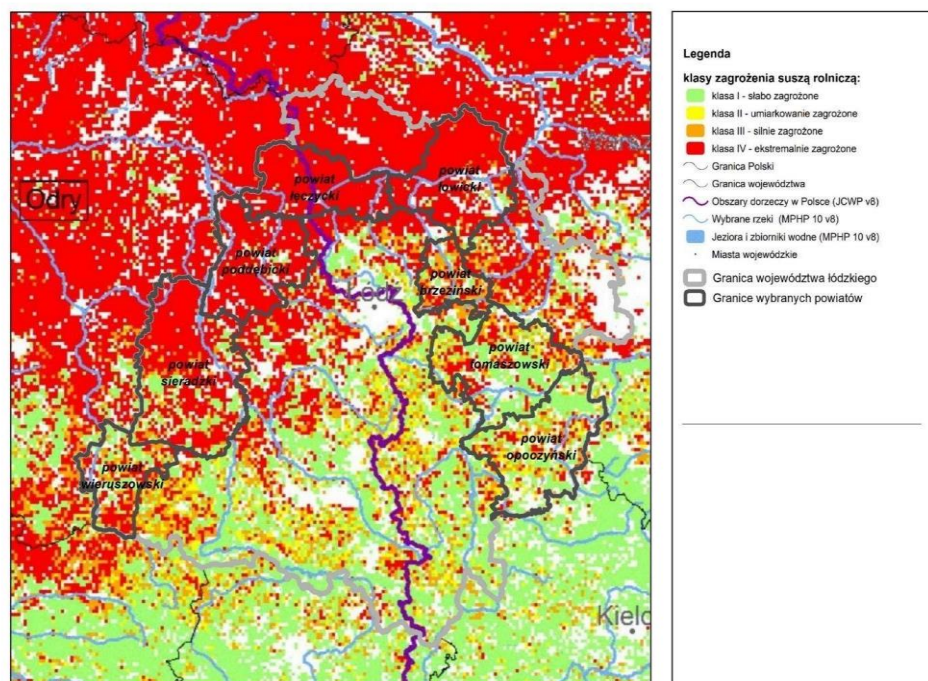 Odry
powiat
łęczycki
powiat
łowicki
powiat
poddębicki
powiat
brzeziński
Łódź
powiat
tomaszowski
powiat
sieradzki
powiat
opoczyński
powiat
wieruszowski
Kielc
Legenda
klasy zagrożenia suszą rolniczą:
klasa I - słabo zagrożone
klasa II - umiarkowanie zagrożone
klasa III - silnie zagrożone
klasa IV - ekstremalnie zagrożone
Granica Polski
Granica województwa
Obszary dorzeczy w Polsce (JCWP v8)
Wybrane rzeki (MPHP 10 v8)
Jeziora i zbiorniki wodne (MPHP 10 v8)
Miasta wojewódzkie
Granica województwa łódzkiego
Granice wybranych powiatów